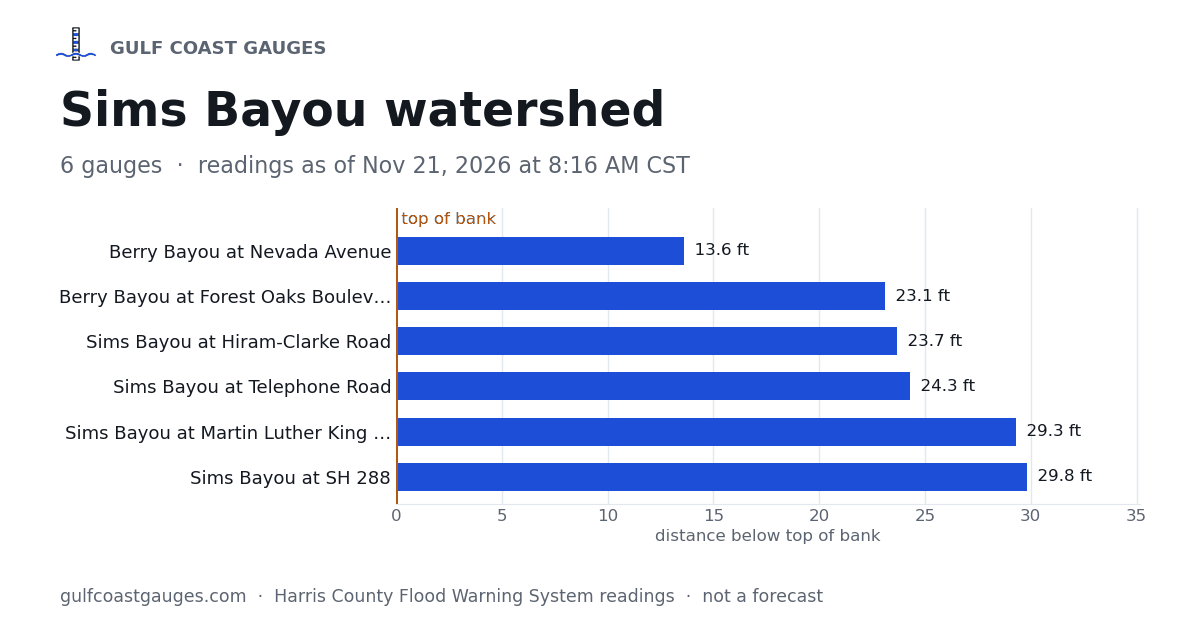 GULF COAST GAUGES
Sims Bayou watershed
6 gauges · readings as of Nov 21, 2026 at 8:16 AM CST
top of bank
Berry Bayou at Nevada Avenue 13.6 ft
Berry Bayou at Forest Oaks Boulev… 23.1 ft
Sims Bayou at Hiram-Clarke Road 23.7 ft
Sims Bayou at Telephone Road 24.3 ft
Sims Bayou at Martin Luther King … 29.3 ft
Sims Bayou at SH 288 29.8 ft
0 5 10 15 20 25 30 35
distance below top of bank
gulfcoastgauges.com · Harris County Flood Warning System readings · not a forecast